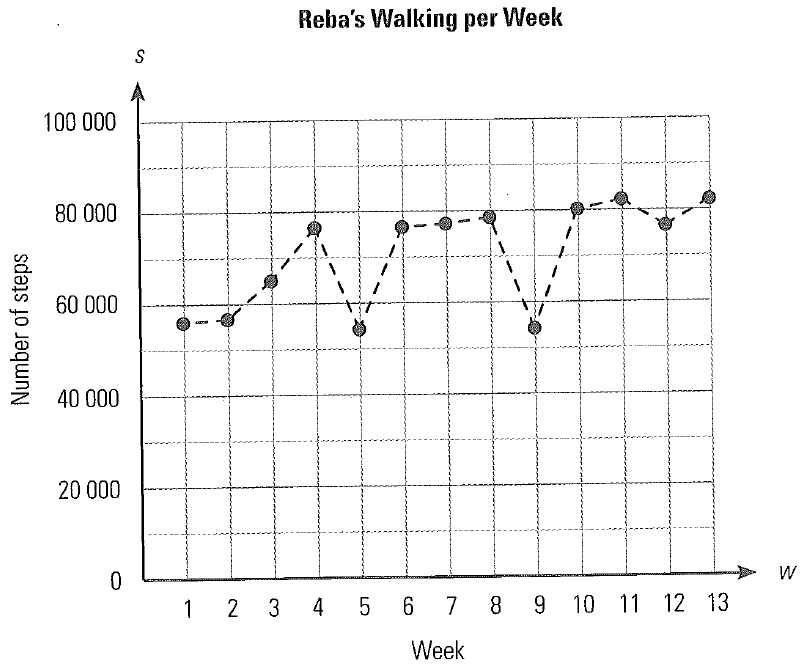 Reba's Walking per Week
s
100 000
80 000
60 000
40 000
20 000
0
Number of steps
1 2 3 4 5 6 7 8 9 10 11 12 13
w
Week